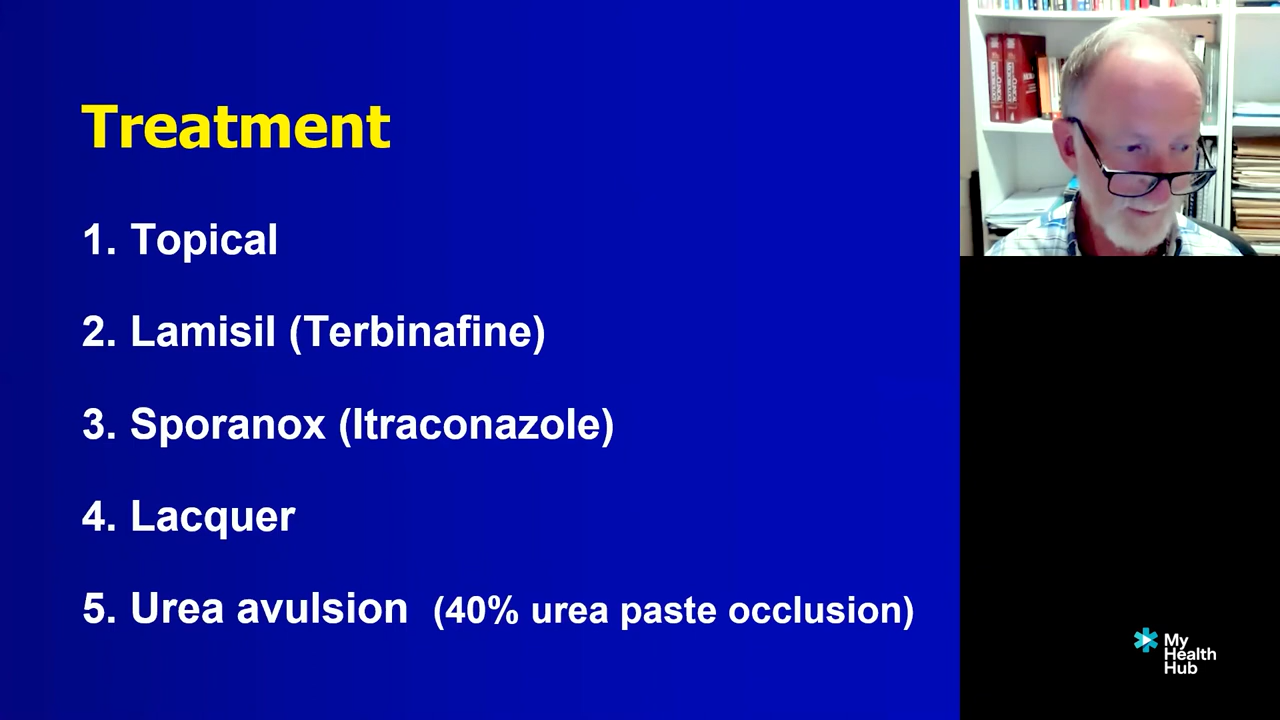 Treatment
1. Topical
2. Lamisil (Terbinafine)
3. Sporanox (Itraconazole)
4. Lacquer
5. Urea avulsion (40% urea paste occlusion)
My
Health
Hub